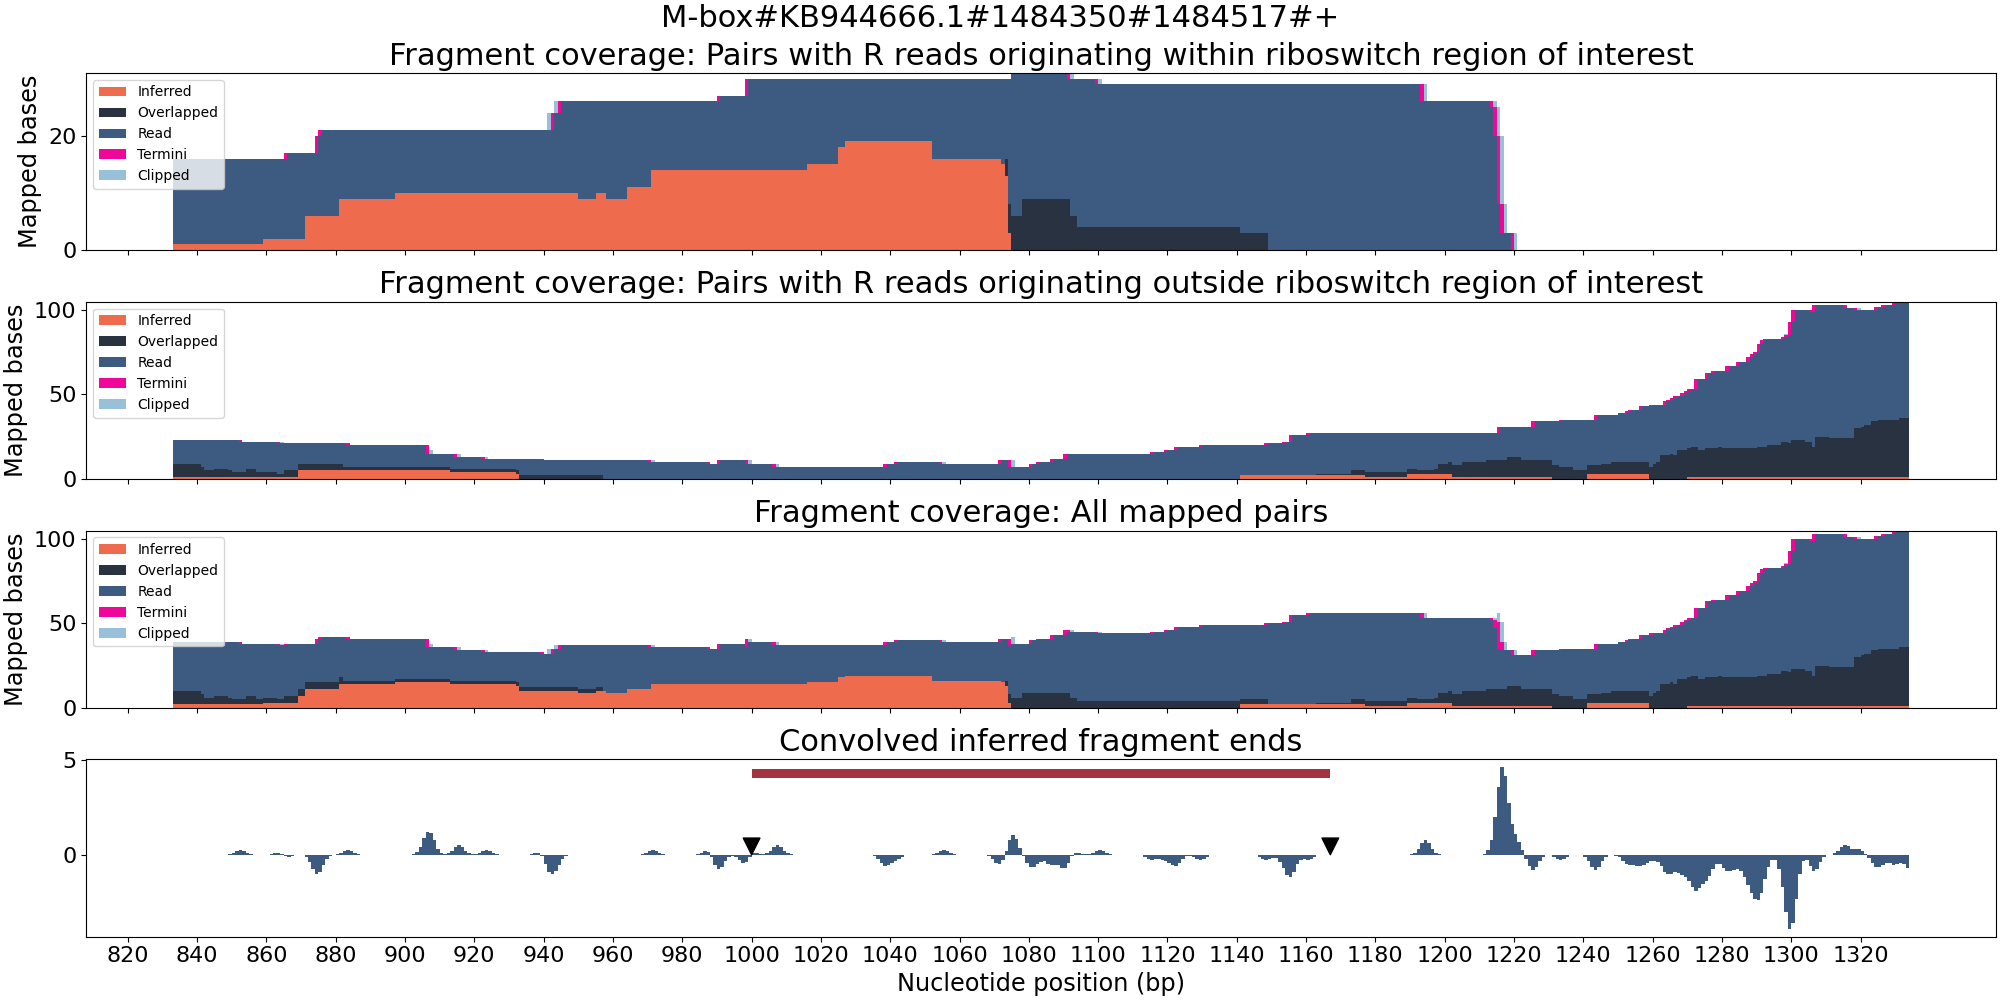 M-box#KB944666.1#1484350#1484517#+
Fragment coverage: Pairs with R reads originating within riboswitch region of interest
Mapped bases
20
0
Inferred
Overlapped
Read
Termini
Clipped
Fragment coverage: Pairs with R reads originating outside riboswitch region of interest
Mapped bases
100
50
0
Inferred
Overlapped
Read
Termini
Clipped
Fragment coverage: All mapped pairs
Mapped bases
100
50
0
Inferred
Overlapped
Read
Termini
Clipped
Convolved inferred fragment ends
5
0
820 840 860 880 900 920 940 960 980 1000 1020 1040 1060 1080 1100 1120 1140 1160 1180 1200 1220 1240 1260 1280 1300 1320
Nucleotide position (bp)